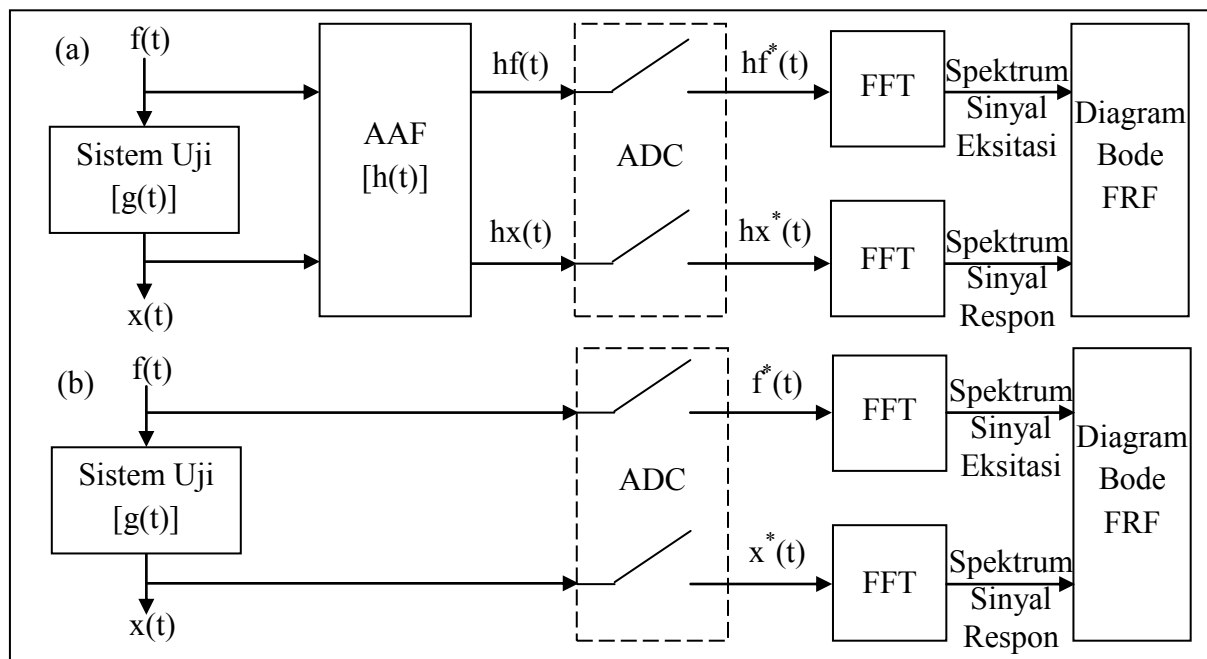 (a)
f(t)
Sistem Uji
[g(t)]
x(t)
AAF
[h(t)]
hf(t)
hx(t)
ADC
hf*(t)
hx*(t)
FFT
FFT
Spektrum
Sinyal
Eksitasi
Spektrum
Sinyal
Respon
Diagram
Bode
FRF
(b)
f(t)
Sistem Uji
[g(t)]
x(t)
ADC
f*(t)
x*(t)
FFT
FFT
Spektrum
Sinyal
Eksitasi
Spektrum
Sinyal
Respon
Diagram
Bode
FRF